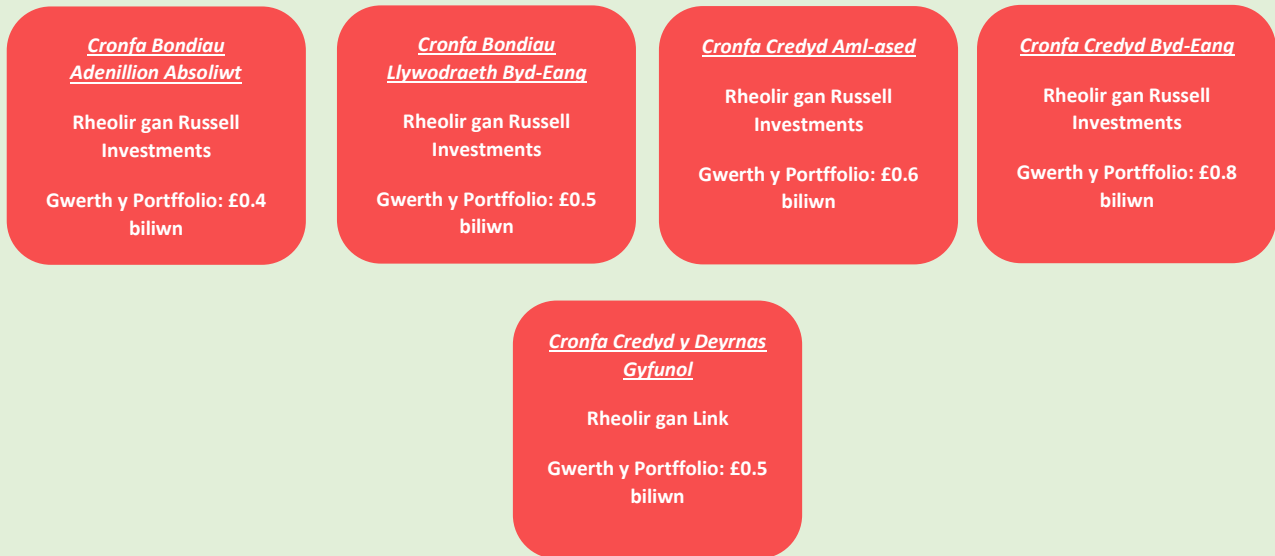 Cronfa Bondiau
Adenillion Absoliwt
Rheolir gan Russell
Investments
Gwerth y Portffolio: £0.4
biliwn
Cronfa Bondiau
Llywodraeth Byd-Eang
Rheolir gan Russell
Investments
Gwerth y Portffolio: £0.5
biliwn
Cronfa Credyd Aml-ased
Rheolir gan Russell
Investments
Gwerth y Portffolio: £0.6
biliwn
Cronfa Credyd Byd-Eang
Rheolir gan Russell
Investments
Gwerth y Portffolio: £0.8
biliwn
Cronfa Credyd y Deyrnas
Gyfunol
Rheolir gan Link
Gwerth y Portffolio: £0.5
biliwn